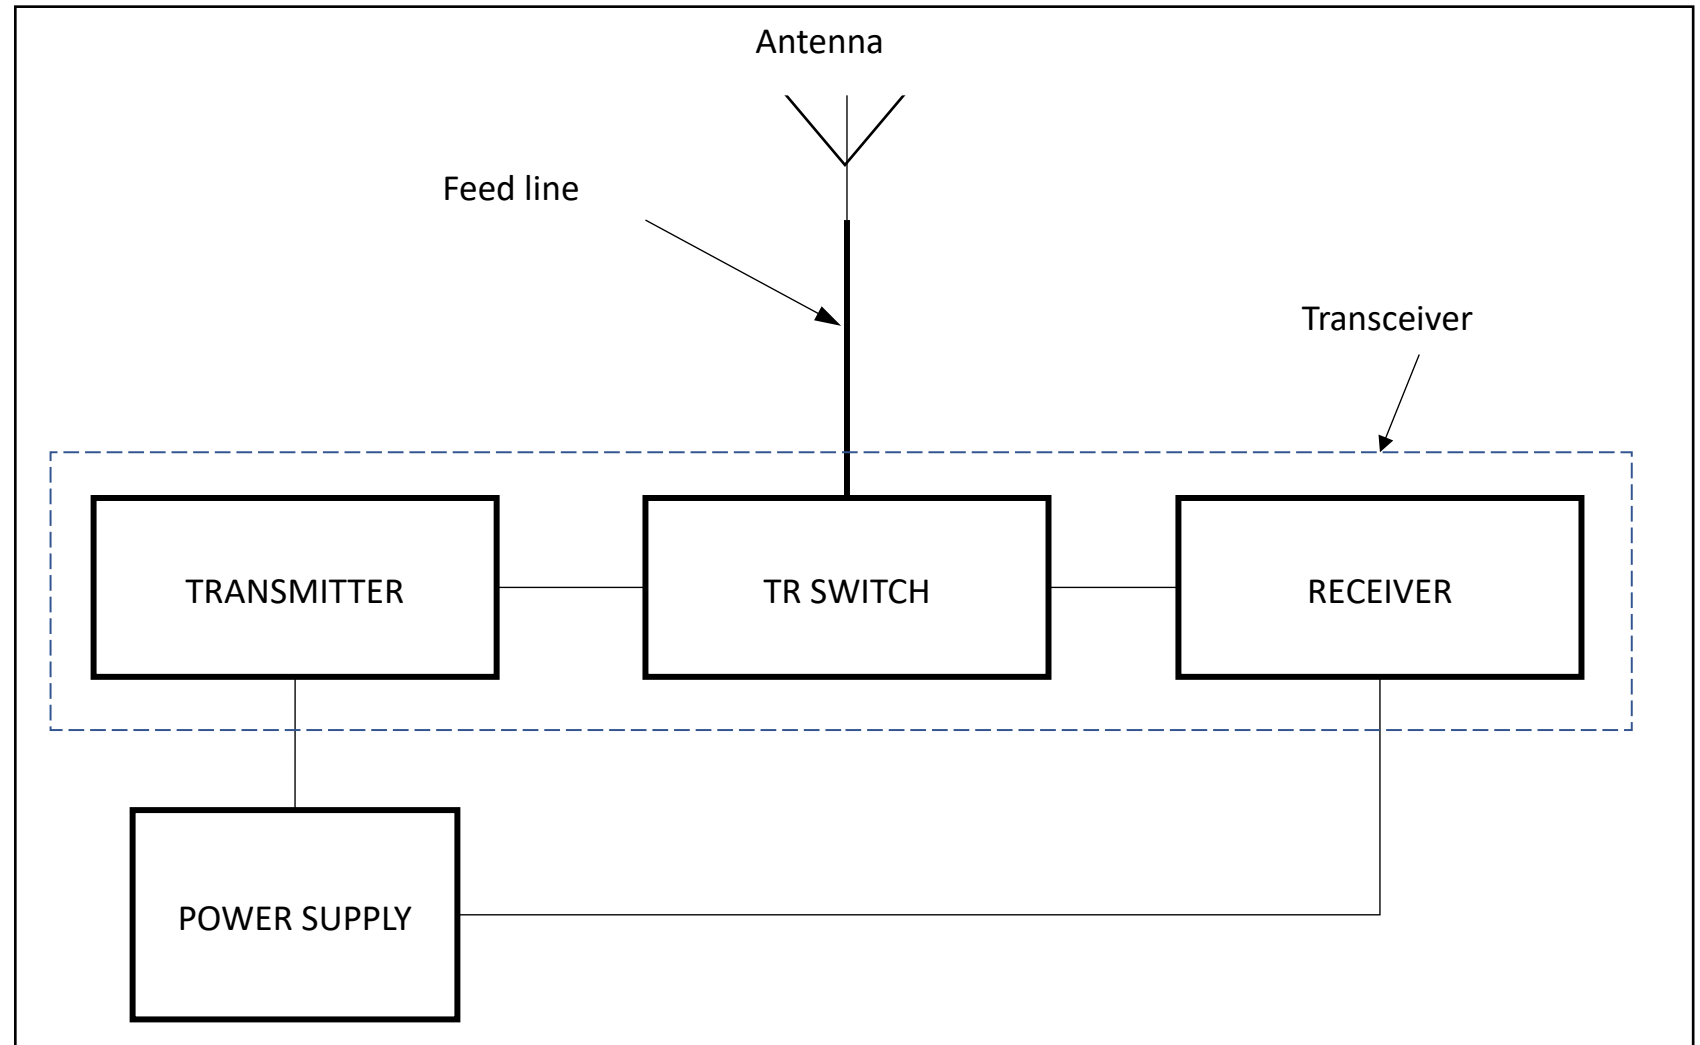 Antenna
Feed line
Transceiver
TRANSMITTER
TR SWITCH
RECEIVER
POWER SUPPLY